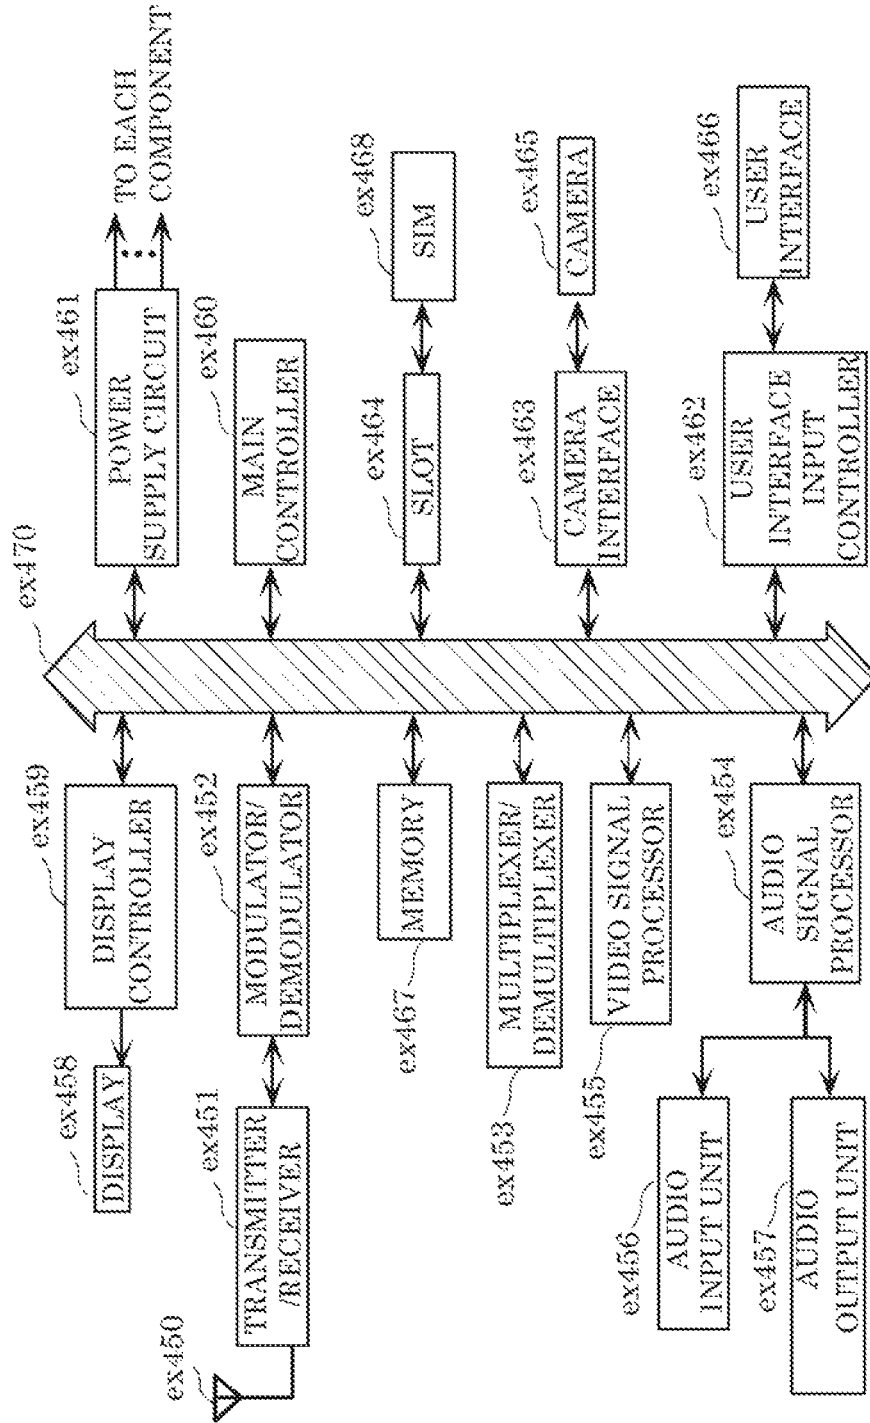 ex450
ex451
TRANSMITTER
/RECEIVER
ex458
DISPLAY
ex459
DISPLAY
CONTROLLER
ex452
MODULATOR/
DEMODULATOR
ex467
MEMORY
ex453
MULTIPLEXER/
DEMULTIPLEXER
ex455
VIDEO SIGNAL
PROCESSOR
ex456
AUDIO
INPUT UNIT
ex457
AUDIO
OUTPUT UNIT
ex454
AUDIO
SIGNAL
PROCESSOR
ex470
ex461
POWER
SUPPLY CIRCUIT
TO EACH
COMPONENT
ex460
MAIN
CONTROLLER
ex464
SLOT
ex468
SIM
ex463
CAMERA
INTERFACE
ex465
CAMERA
ex462
USER
INTERFACE
INPUT
CONTROLLER
ex466
USER
INTERFACE